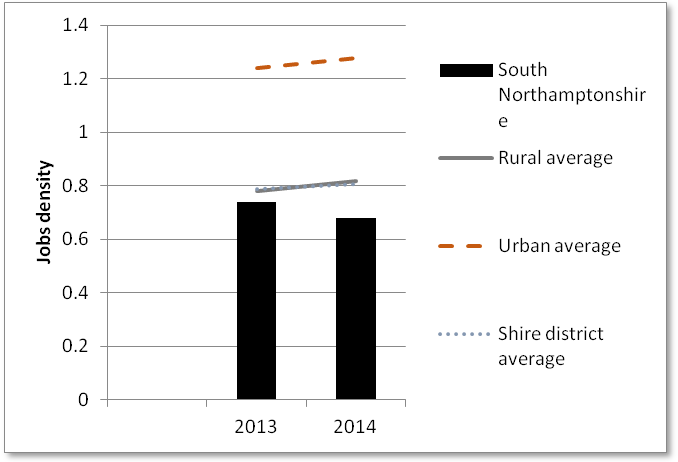 1.4
1.2
1
0.8
0.6
0.4
0.2
0
Jobs density
2013
2014
South
Northamptonshir
e
Rural average
Urban average
Shire district
average